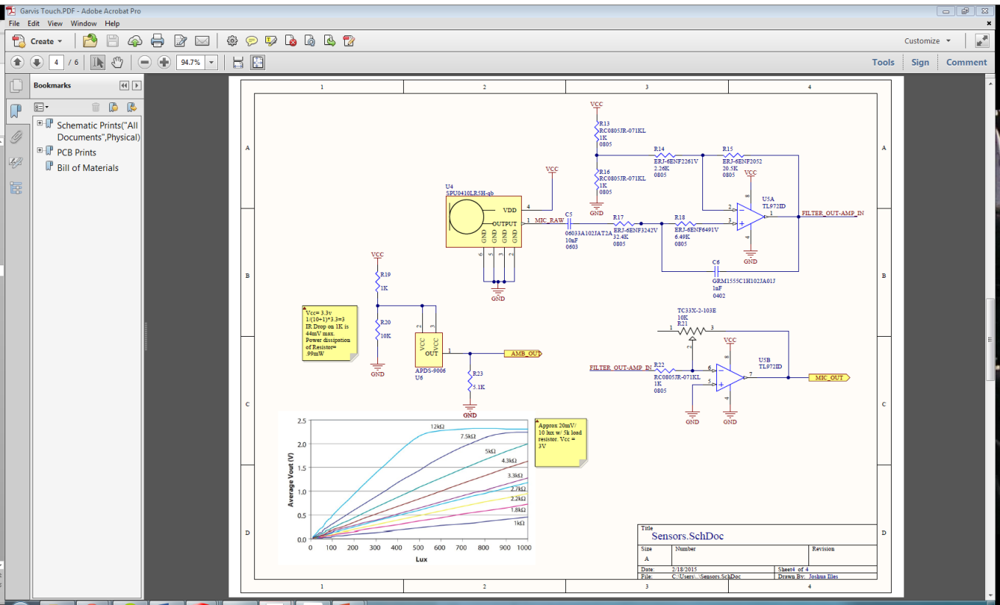 Garvis Touch.PDF - Adobe Acrobat Pro
File Edit View Window Help
Create
Customize
4 / 6
94.7%
Tools Sign Comment
Bookmarks
Schematic Prints("All
Documents",Physical)
PCB Prints
Bill of Materials
1 2 3 4
A
B
C
D
VCC
R13
RC0805JR-071KL
1K
0805
R16
RC0805JR-071KL
1K
0805
GND
R14
ERJ-6ENF2261V
2.26K
0805
R15
ERJ-6ENF2052
20.5K
0805
VCC
8
U5A
TL972ID
2
3
1
4
GND
FILTER_OUT-AMP_IN
U4
SPU0410LR5H-qb
VDD
OUTPUT
GND
GND
GND
GND
4
1
6
5
3
2
GND
VCC
MIC_RAW
C5
06033A102JAT2A
10nF
0603
R17
ERJ-6ENF3242V
32.4K
0805
R18
ERJ-6ENF6491V
6.49K
0805
C6
GRM1555C1H102JA01J
1nF
0402
VCC
R19
1K
R20
10K
GND
Vcc= 3.3v
1/(10+1)*3.3=3
IR Drop on 1K is
44mV max.
Power dissipation
of Resistor=
.99mW
2
3
VCC
VCC
OUT
1
APDS-9006
U6
AMB_OUT
R23
5.1K
GND
TC33X-2-103E
10K
R21
1
3
2
FILTER_OUT-AMP_IN
R22
RC0805JR-071KL
1K
0805
VCC
8
U5B
TL972ID
6
5
7
4
GND
GND
MIC_OUT
Average Vout (V)
2.5
2.0
1.5
1.0
0.5
0.0
0 100 200 300 400 500 600 700 800 900 1000
Lux
12kΩ
7.5kΩ
5kΩ
4.3kΩ
3.3kΩ
2.7kΩ
2.2kΩ
1.8kΩ
1kΩ
Approx 20mV/
10 lux w/ 5k load
resistor. Vcc =
3V
Title
Sensors.SchDoc
Size Number Revision
A
Date: 2/18/2015 Sheet4 of 4
File: C:\Users\..\Sensors.SchDoc Drawn By: Joshua Illes
1 2 3 4
A
B
C
D